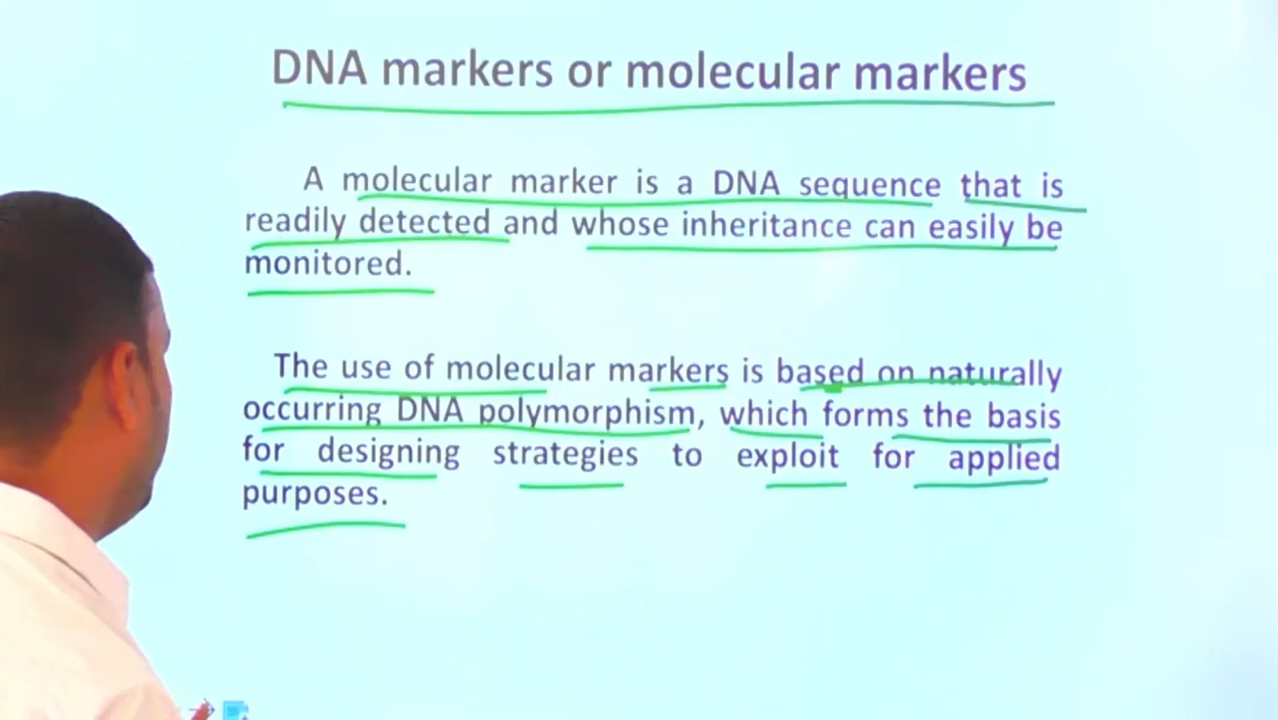 DNA markers or molecular markers
A molecular marker is a DNA sequence that is
readily detected and whose inheritance can easily be
monitored.
The use of molecular markers is based on naturally
occurring DNA polymorphism, which forms the basis
for designing strategies to exploit for applied
purposes.